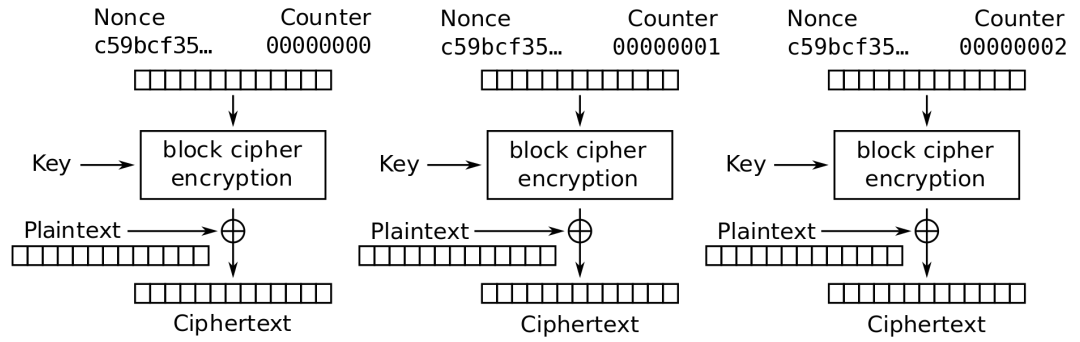 Nonce Counter Nonce Counter Nonce Counter
c59bcf35… 00000000 c59bcf35… 00000001 c59bcf35… 00000002
block cipher block cipher block cipher
Key Key Key
encryption encryption encryption
Plaintext Plaintext Plaintext
Ciphertext Ciphertext Ciphertext